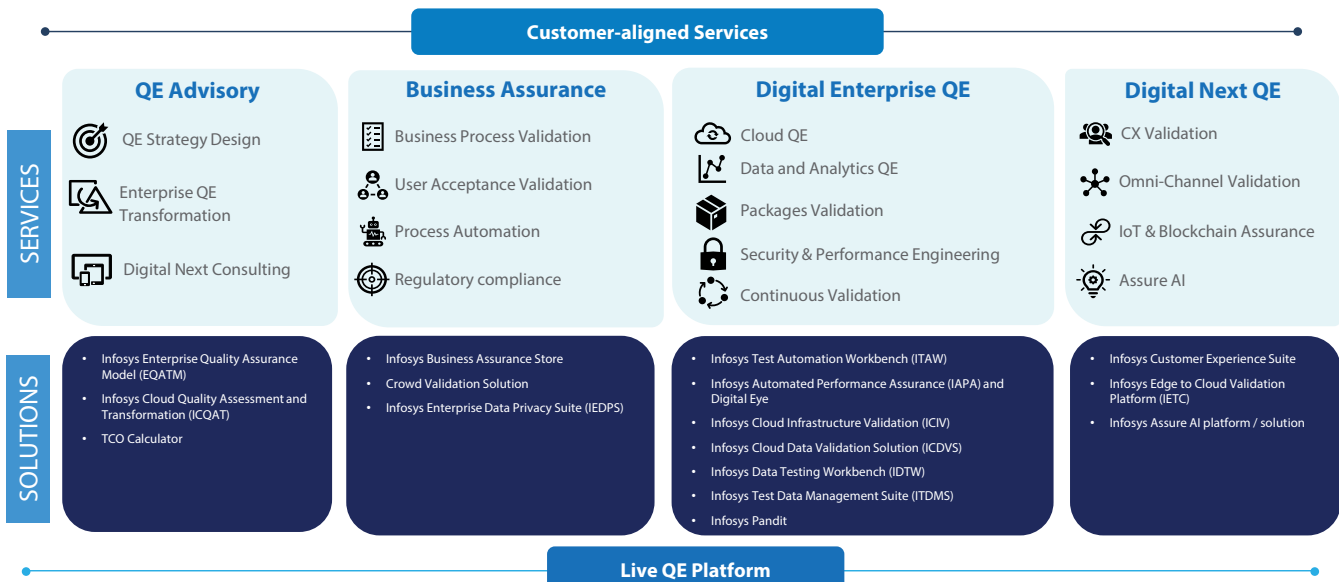 Customer-aligned Services
SERVICES
QE Advisory
QE Strategy Design
Enterprise QE
Transformation
Digital Next Consulting
Business Assurance
Business Process Validation
User Acceptance Validation
Process Automation
Regulatory compliance
Digital Enterprise QE
Cloud QE
Data and Analytics QE
Packages Validation
Security & Performance Engineering
Continuous Validation
Digital Next QE
CX Validation
Omni-Channel Validation
IoT & Blockchain Assurance
Assure AI
SOLUTIONS
• Infosys Enterprise Quality Assurance
Model (EQATM)
• Infosys Cloud Quality Assessment and
Transformation (ICQAT)
• TCO Calculator
• Infosys Business Assurance Store
• Crowd Validation Solution
• Infosys Enterprise Data Privacy Suite (IEDPS)
• Infosys Test Automation Workbench (ITAW)
• Infosys Automated Performance Assurance (IAPA) and
Digital Eye
• Infosys Cloud Infrastructure Validation (ICIV)
• Infosys Cloud Data Validation Solution (ICDVS)
• Infosys Data Testing Workbench (IDTW)
• Infosys Test Data Management Suite (ITDMS)
• Infosys Pandit
• Infosys Customer Experience Suite
• Infosys Edge to Cloud Validation
Platform (IETC)
• Infosys Assure AI platform / solution
Live QE Platform